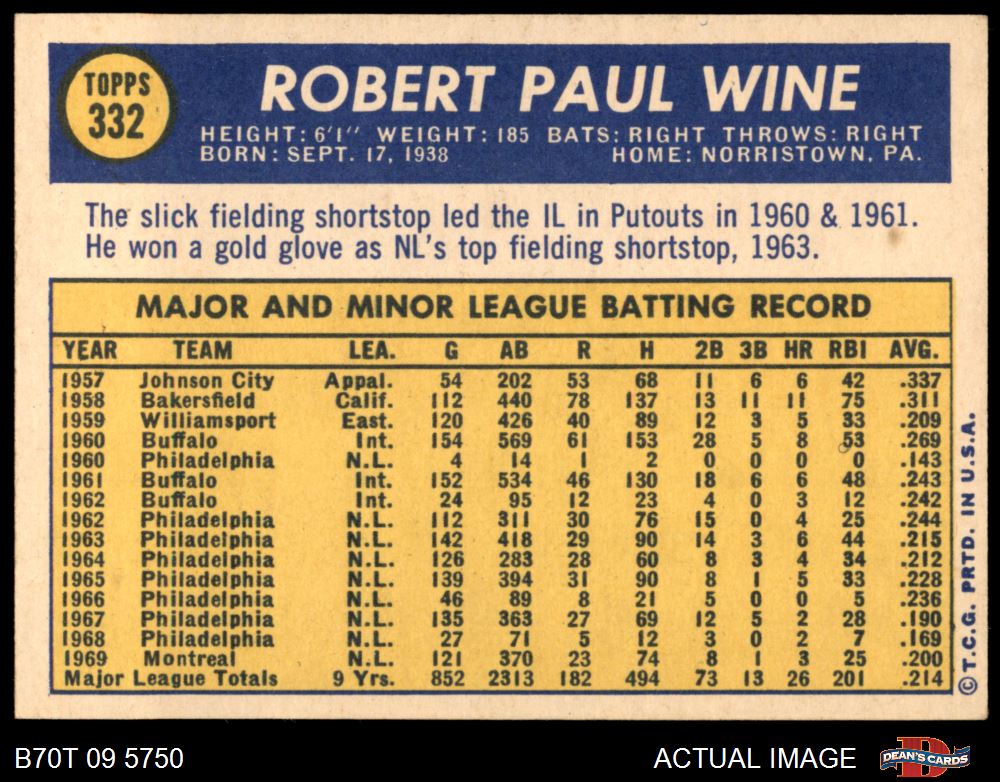 TOPPS
332
ROBERT PAUL WINE
HEIGHT: 6'1" WEIGHT: 185 BATS: RIGHT THROWS: RIGHT
BORN: SEPT. 17, 1938 HOME: NORRISTOWN, PA.
The slick fielding shortstop led the IL in Putouts in 1960 & 1961.
He won a gold glove as NL's top fielding shortstop, 1963.
MAJOR AND MINOR LEAGUE BATTING RECORD
YEAR TEAM LEA. G AB R H 2B 3B HR RBI AVG.
1957 Johnson City Appal. 54 202 53 68 11 6 6 42 .337
1958 Bakersfield Calif. 112 440 78 137 13 11 11 75 .311
1959 Williamsport East. 120 426 40 89 12 3 5 33 .209
1960 Buffalo Int. 154 569 61 153 28 5 8 53 .269
1960 Philadelphia N.L. 4 14 1 2 0 0 0 0 .143
1961 Buffalo Int. 152 534 46 130 18 6 6 48 .243
1962 Buffalo Int. 24 95 12 23 4 0 3 12 .242
1962 Philadelphia N.L. 112 311 30 76 15 0 4 25 .244
1963 Philadelphia N.L. 142 418 29 90 14 3 6 44 .215
1964 Philadelphia N.L. 126 283 28 60 8 3 4 34 .212
1965 Philadelphia N.L. 139 394 31 90 8 1 5 33 .228
1966 Philadelphia N.L. 46 89 8 21 5 0 0 5 .236
1967 Philadelphia N.L. 135 363 27 69 12 5 2 28 .190
1968 Philadelphia N.L. 27 71 5 12 3 0 2 7 .169
1969 Montreal N.L. 121 370 23 74 8 1 3 25 .200
Major League Totals 9 Yrs. 852 2313 182 494 73 13 26 201 .214
© T.C.G. PRTD. IN U.S.A.
B70T 09 5750 ACTUAL IMAGE
DEAN'S CARDS